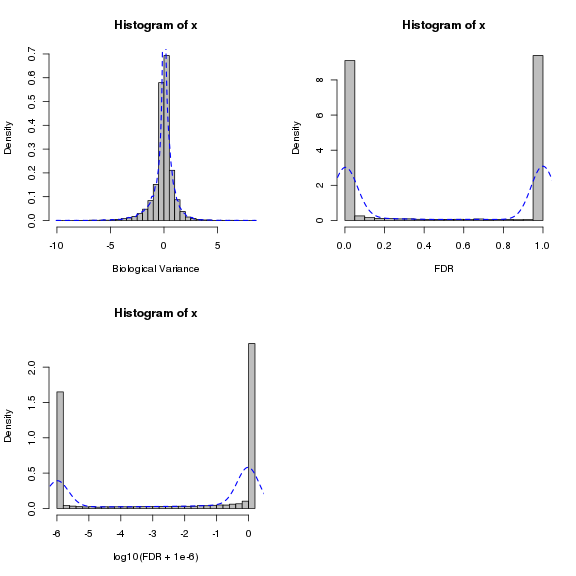 Histogram of x
Density
0.0 0.1 0.2 0.3 0.4 0.5 0.6 0.7
-10 -5 0 5
Biological Variance
Histogram of x
Density
0 2 4 6 8
0.0 0.2 0.4 0.6 0.8 1.0
FDR
Histogram of x
Density
0.0 0.5 1.0 1.5 2.0
-6 -5 -4 -3 -2 -1 0
log10(FDR + 1e-6)